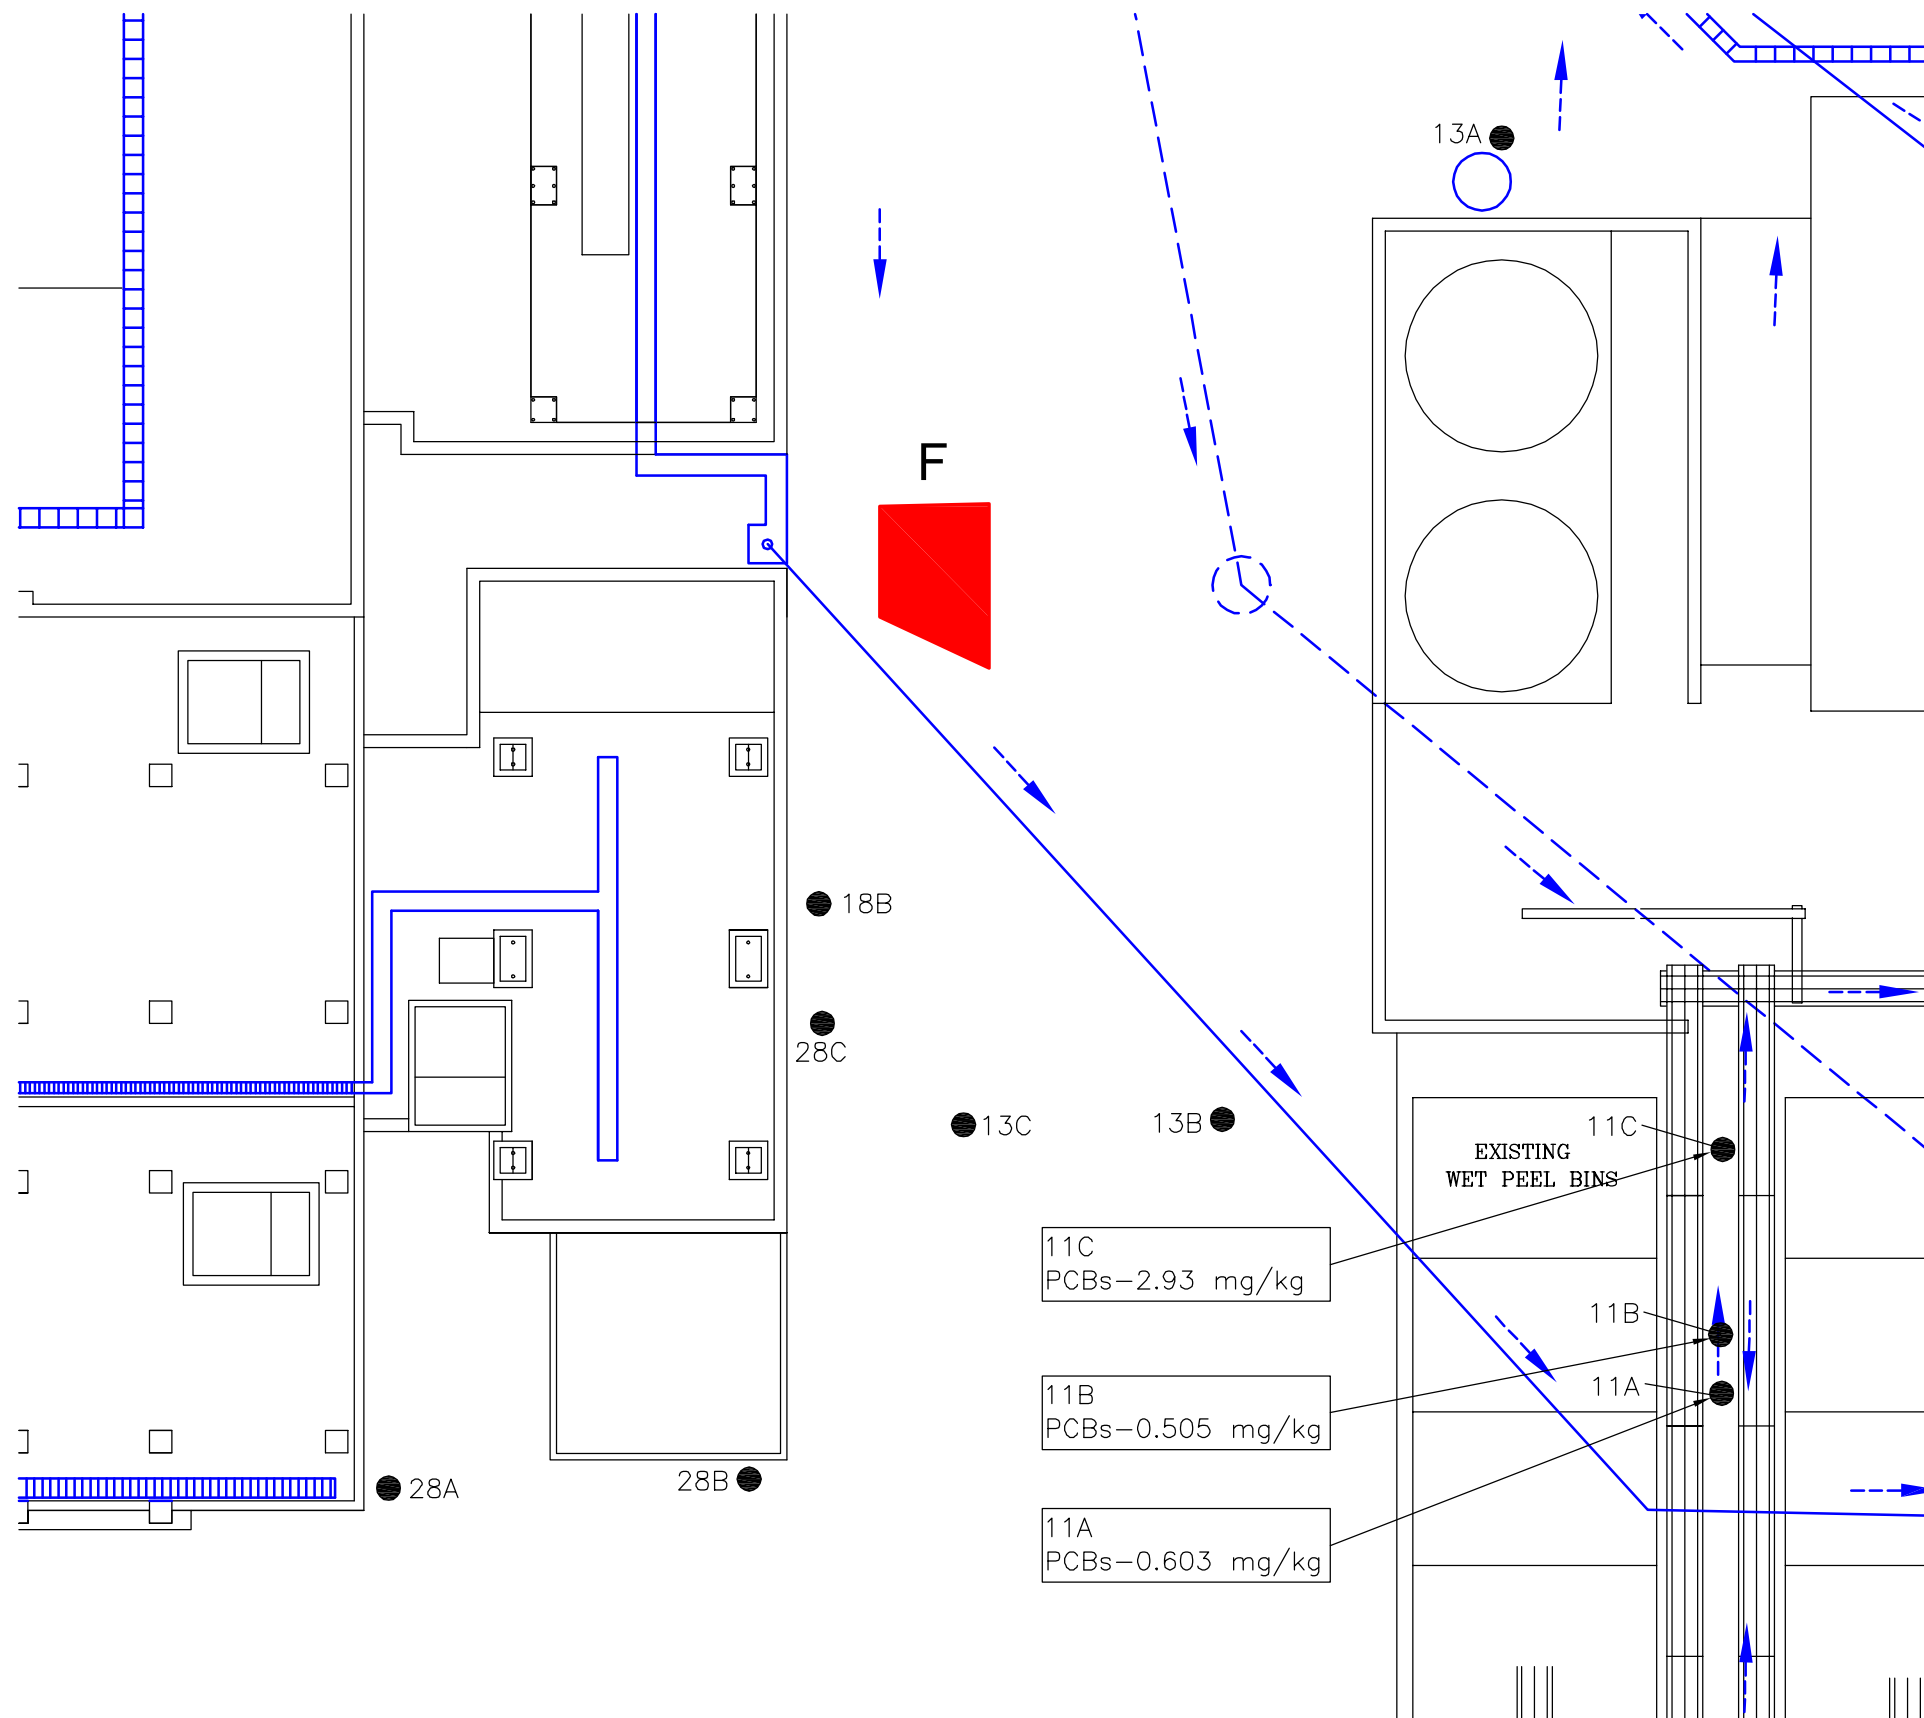 13A
F
18B
28C
13C
13B
11C
EXISTING
WET PEEL BINS
11C
PCBs-2.93 mg/kg
11B
11A
11B
PCBs-0.505 mg/kg
28A
28B
11A
PCBs-0.603 mg/kg